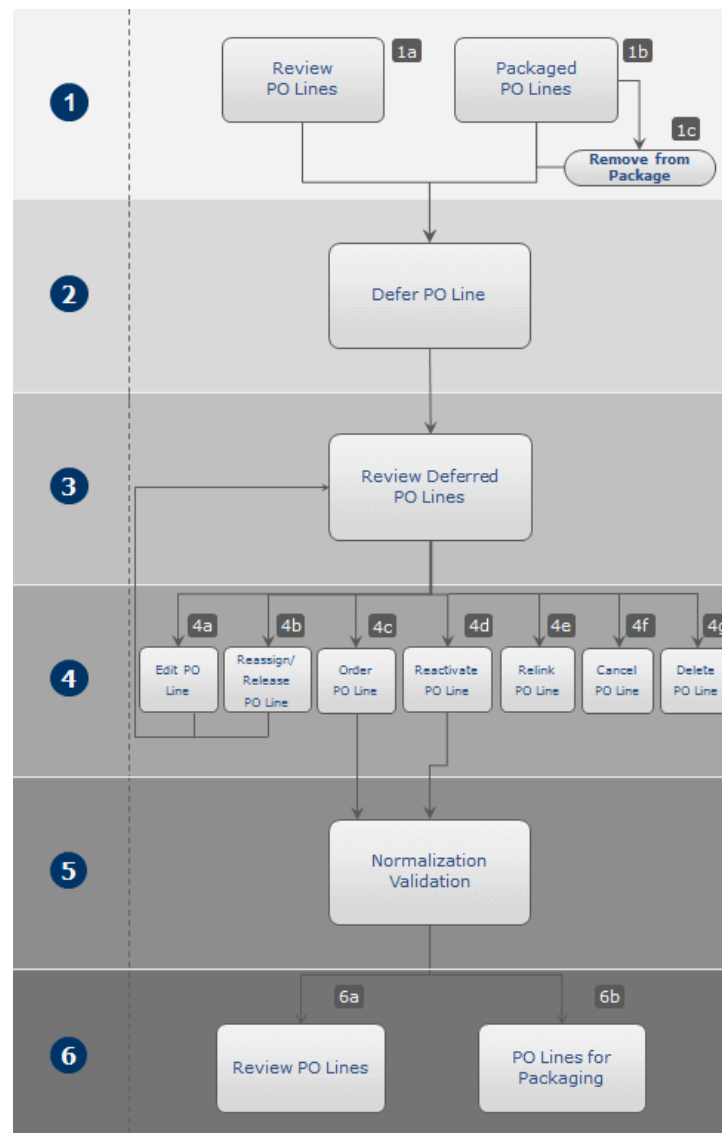 1
Review
PO Lines
1a
Packaged
PO Lines
1b
1c
Remove from
Package
2
Defer PO Line
3
Review Deferred
PO Lines
4
4a
4b
4c
4d
4e
4f
4g
Edit PO
Line
Reassign/
Release
PO Line
Order
PO Line
Reactivate
PO Line
Relink
PO Line
Cancel
PO Line
Delete
PO Line
5
Normalization
Validation
6
6a
6b
Review PO Lines
PO Lines for
Packaging